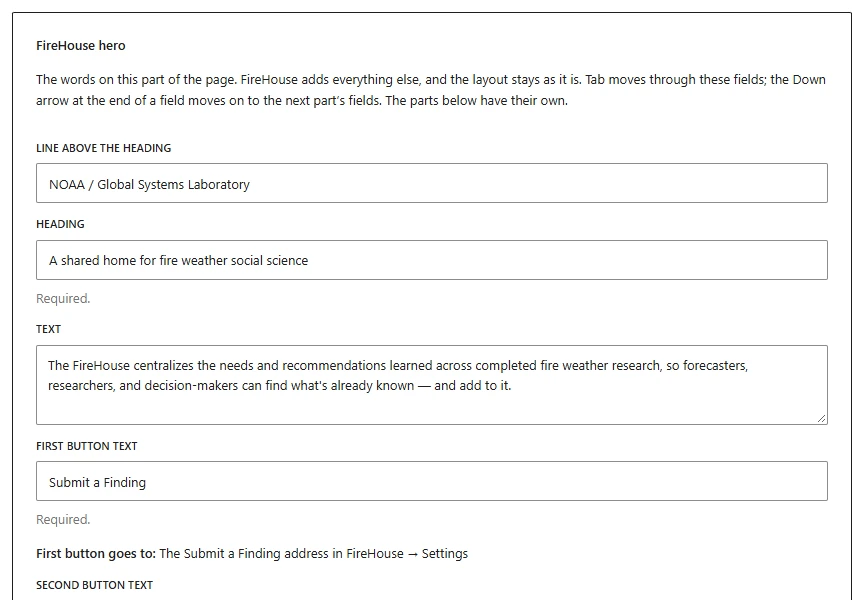 FireHouse hero
The words on this part of the page. FireHouse adds everything else, and the layout stays as it is. Tab moves through these fields; the Down
arrow at the end of a field moves on to the next part's fields. The parts below have their own.
LINE ABOVE THE HEADING
NOAA / Global Systems Laboratory
HEADING
A shared home for fire weather social science
Required.
TEXT
The FireHouse centralizes the needs and recommendations learned across completed fire weather research, so forecasters,
researchers, and decision-makers can find what's already known — and add to it.
FIRST BUTTON TEXT
Submit a Finding
Required.
First button goes to: The Submit a Finding address in FireHouse → Settings
SECOND BUTTON TEXT